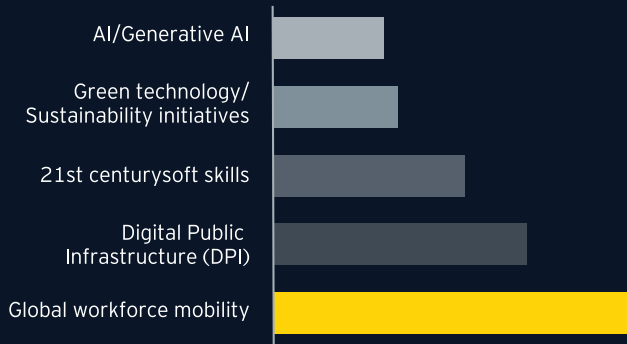 AI/Generative AI
Green technology/
Sustainability initiatives
21st centurysoft skills
Digital Public
Infrastructure (DPI)
Global workforce mobility